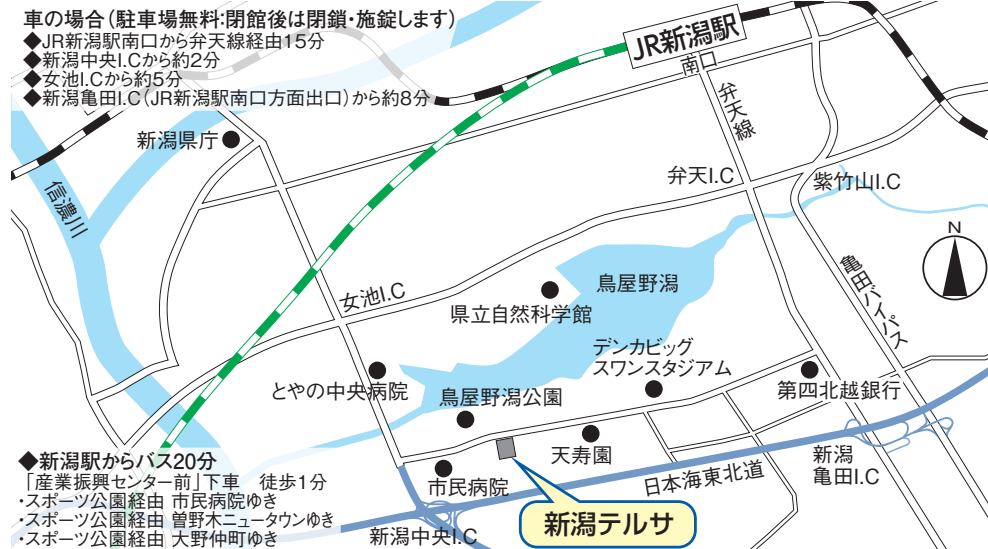 車の場合(駐車場無料:閉館後は閉鎖・施錠します)
◆JR新潟駅南口から弁天線経由15分
◆新潟中央I.Cから約2分
◆女池I.Cから約5分
◆新潟亀田I.C(JR新潟駅南口方面出口)から約8分
JR新潟駅
南口
弁天線
新潟県庁
信濃川
弁天I.C
紫竹山I.C
N
亀田バイパス
女池I.C
鳥屋野潟
県立自然科学館
デンカビッグ
スワンスタジアム
とやの中央病院
鳥屋野潟公園
第四北越銀行
天寿園
市民病院
日本海東北道
新潟
亀田I.C
新潟テルサ
新潟中央I.C
◆新潟駅からバス20分
「産業振興センター前」下車 徒歩1分
・スポーツ公園経由 市民病院ゆき
・スポーツ公園経由 曽野木ニュータウンゆき
・スポーツ公園経由 大野仲町ゆき